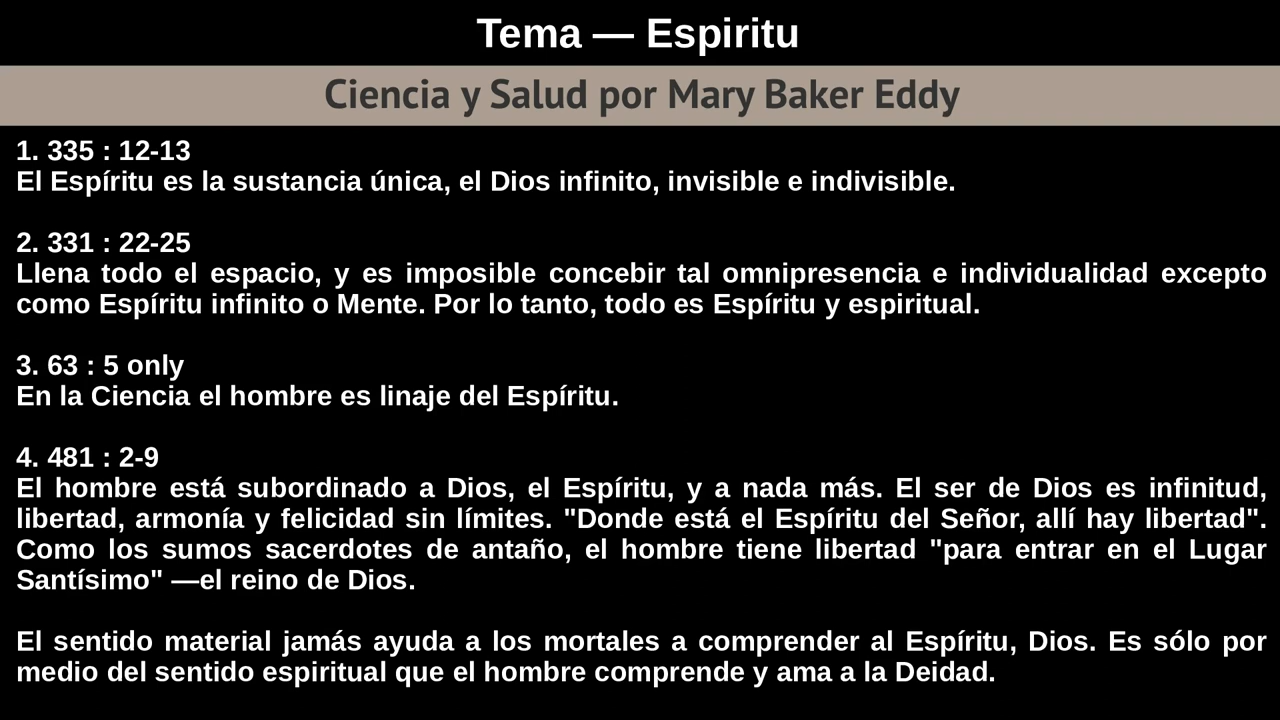 Tema — Espiritu
Ciencia y Salud por Mary Baker Eddy
1. 335 : 12-13
El Espíritu es la sustancia única, el Dios infinito, invisible e indivisible.
2. 331 : 22-25
Llena todo el espacio, y es imposible concebir tal omnipresencia e individualidad excepto
como Espíritu infinito o Mente. Por lo tanto, todo es Espíritu y espiritual.
3. 63 : 5 only
En la Ciencia el hombre es linaje del Espíritu.
4. 481 : 2-9
El hombre está subordinado a Dios, el Espíritu, y a nada más. El ser de Dios es infinitud,
libertad, armonía y felicidad sin límites. "Donde está el Espíritu del Señor, allí hay libertad".
Como los sumos sacerdotes de antaño, el hombre tiene libertad "para entrar en el Lugar
Santísimo" —el reino de Dios.
El sentido material jamás ayuda a los mortales a comprender al Espíritu, Dios. Es sólo por
medio del sentido espiritual que el hombre comprende y ama a la Deidad.